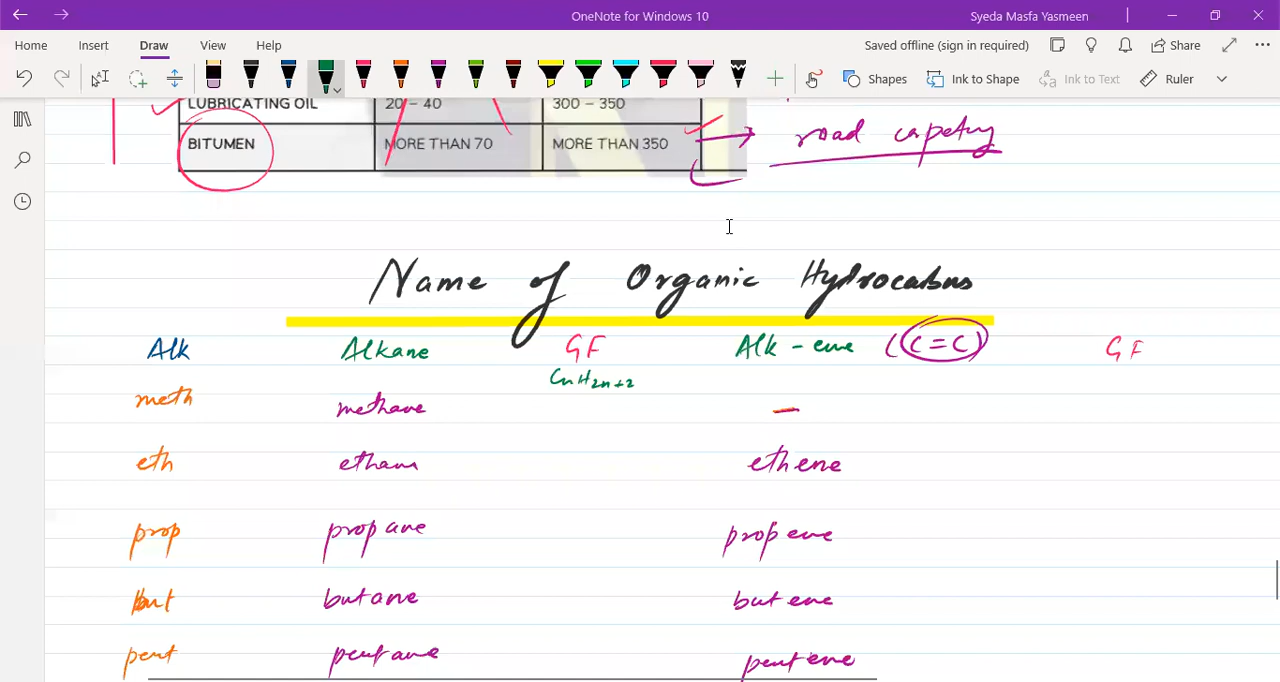 OneNote for Windows 10
Syeda Masfa Yasmeen
Home Insert Draw View Help
Saved offline (sign in required)
Share
Shapes
Ink to Shape
Ink to Text
Ruler
LUBRICATING OIL 20 – 40 300 – 350
BITUMEN MORE THAN 70 MORE THAN 350
road
Name of Organic Hydrocabns
Alk Alkane GF Alk - ene (C=C) GF
CnH2n+2
meth methane –
eth ethane ethene
prop propane propene
but butane butene
pent pentane pentene